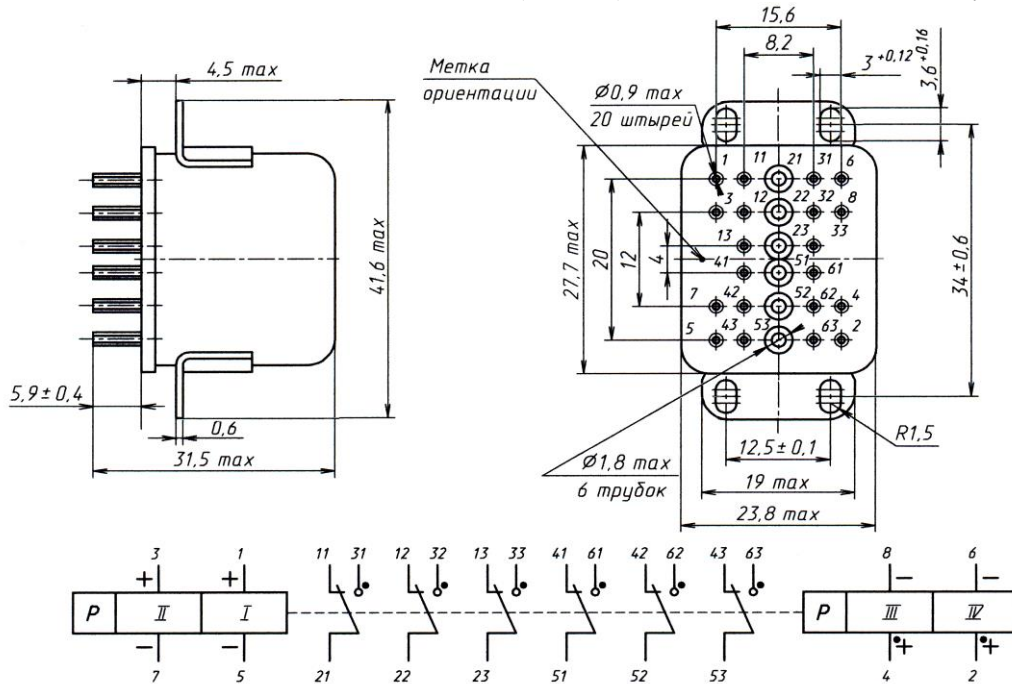 4,5 max
41,6 max
5,9±0,4
0,6
31,5 max
15,6
8,2
3 +0,12
3,6 +0,16
Метка
ориентации
Ø0,9 max
20 штырей
1 11 21 31 6
3 12 22 32 8
13 23 33
41 51 61
7 42 52 62 4
5 43 53 63 2
27,7 max
20
12
4
34±0,6
R1,5
12,5±0,1
Ø1,8 max
6 трубок
19 max
23,8 max
3 1 11 31 12 32 13 33 41 61 42 62 43 63 8 6
+ + − −
P II I P III IV
− − + +
7 5 21 22 23 51 52 53 4 2